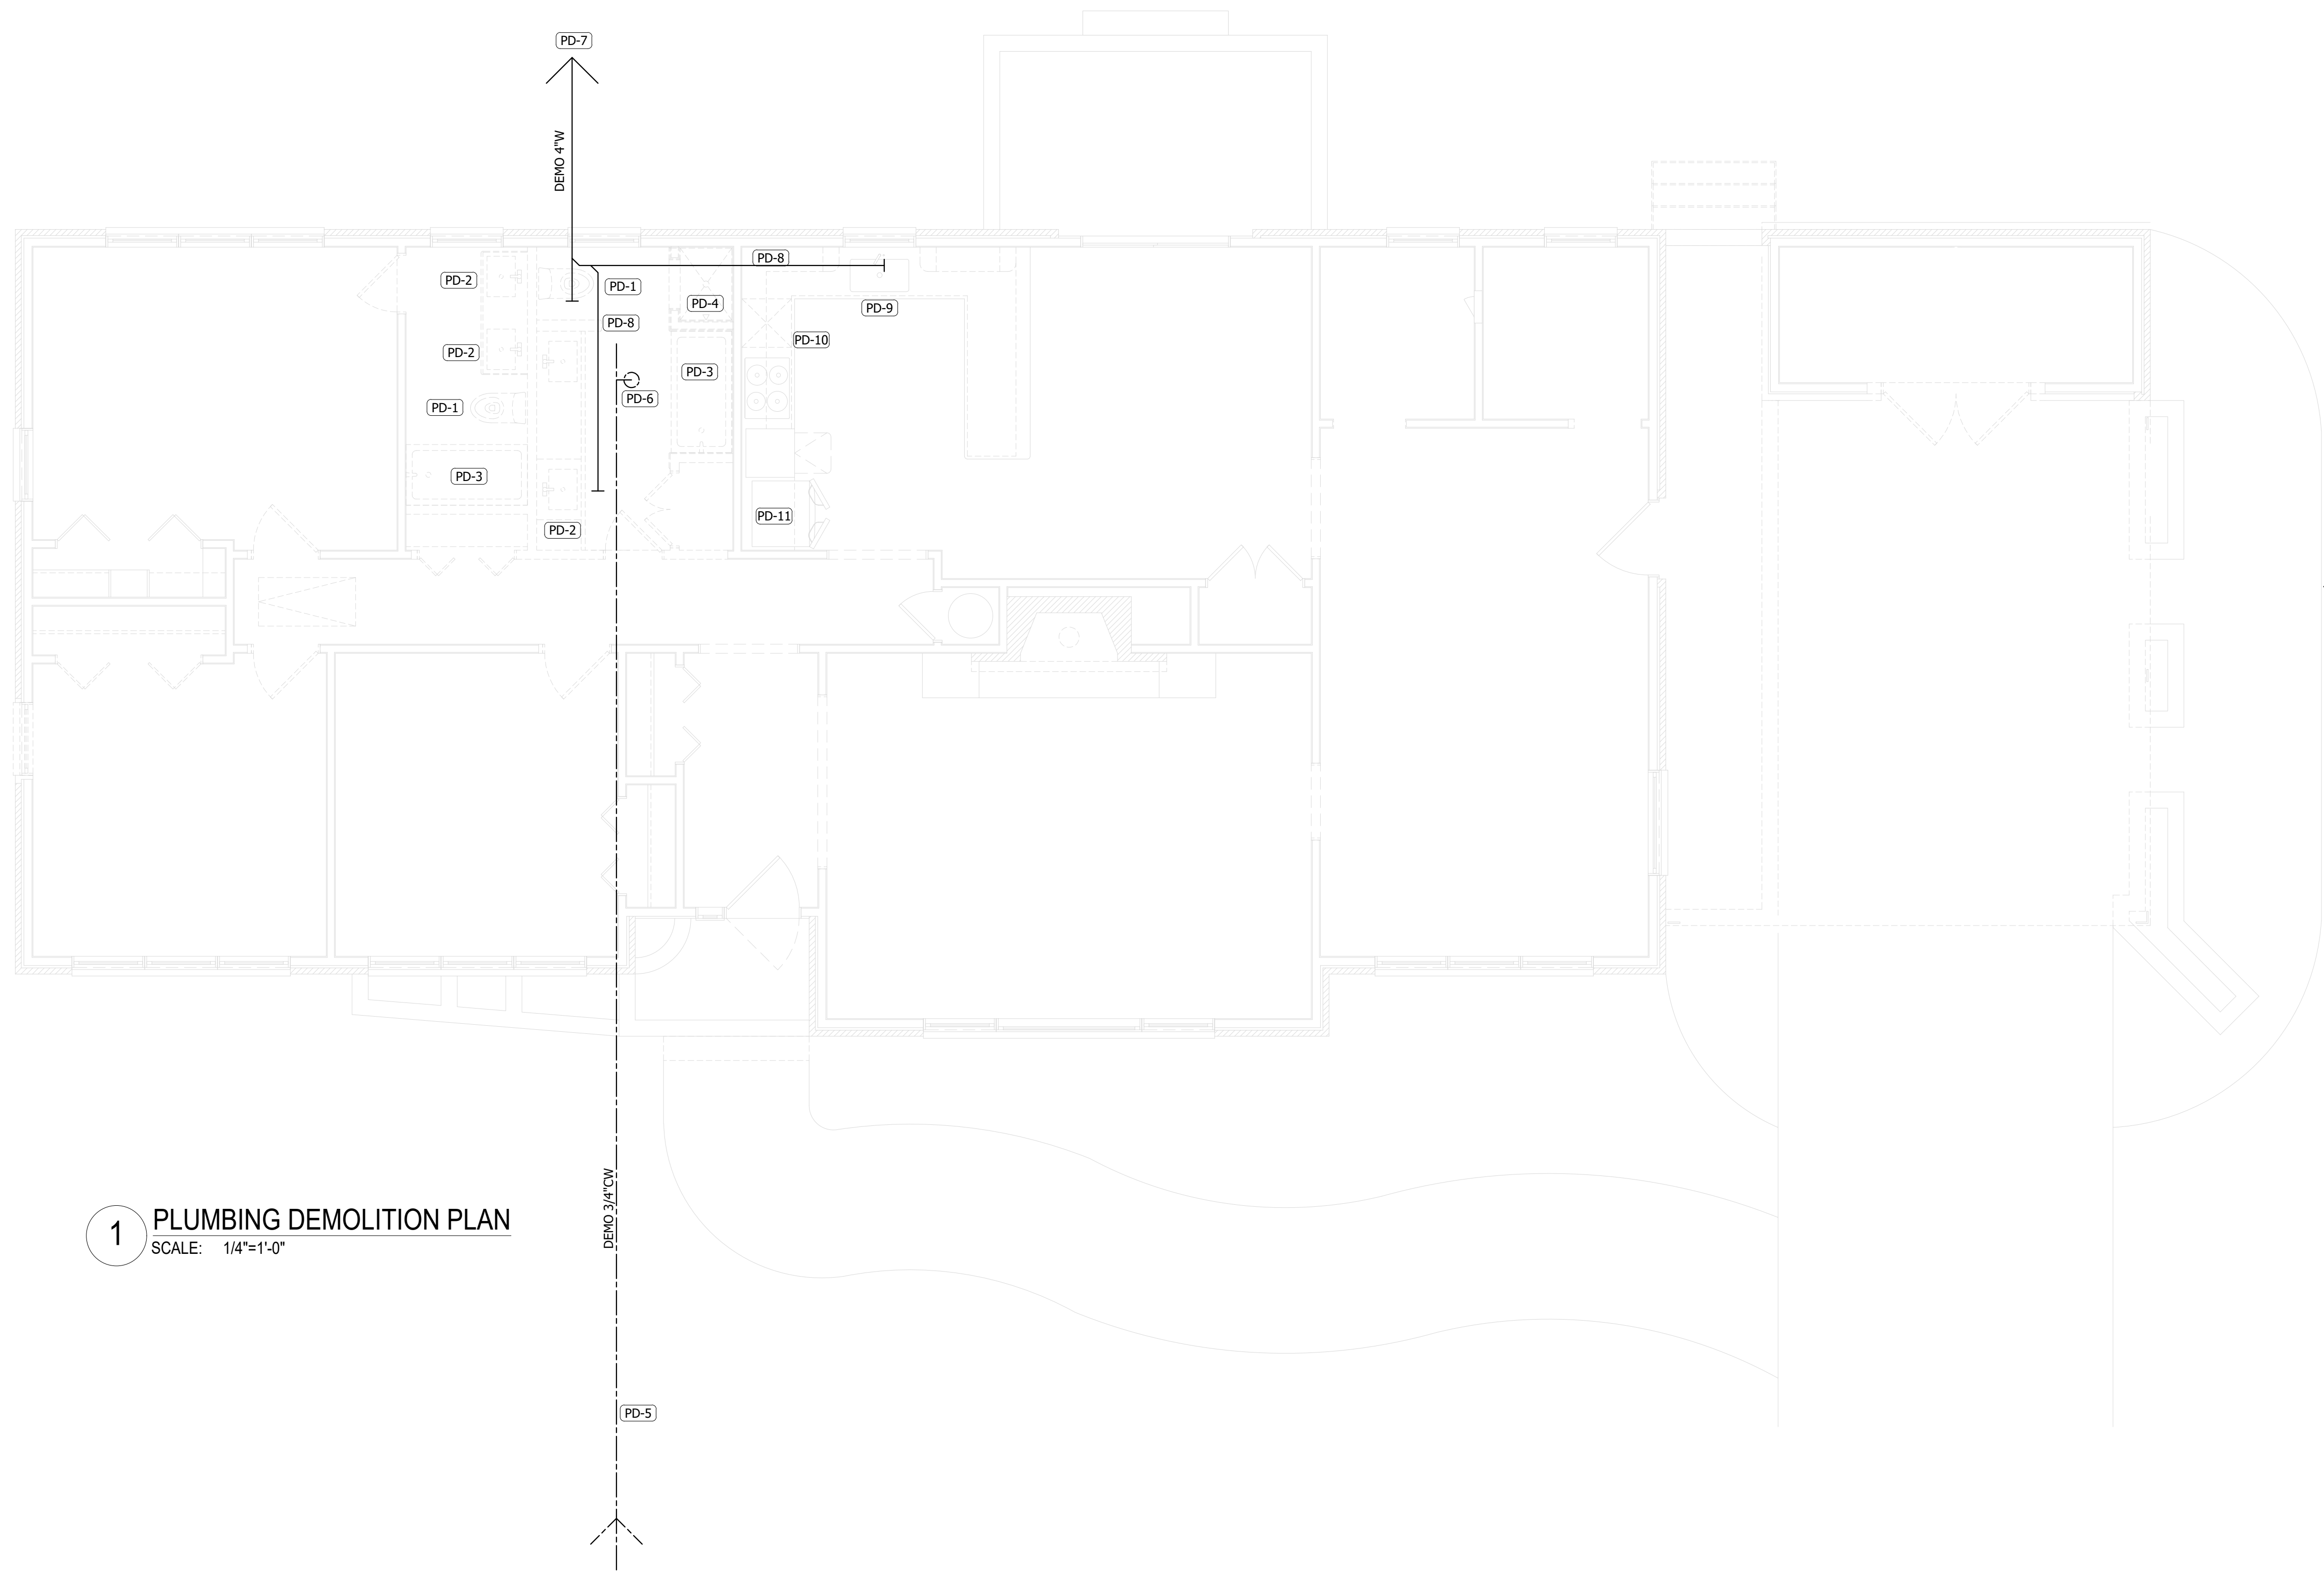 PD-7
DEMO 4"W
PD-8
PD-2
PD-1
PD-4
PD-9
PD-8
PD-10
PD-2
PD-3
PD-6
PD-1
PD-3
PD-11
PD-2
DEMO 3/4"CW
1
PLUMBING DEMOLITION PLAN
SCALE: 1/4"=1'-0"
PD-5